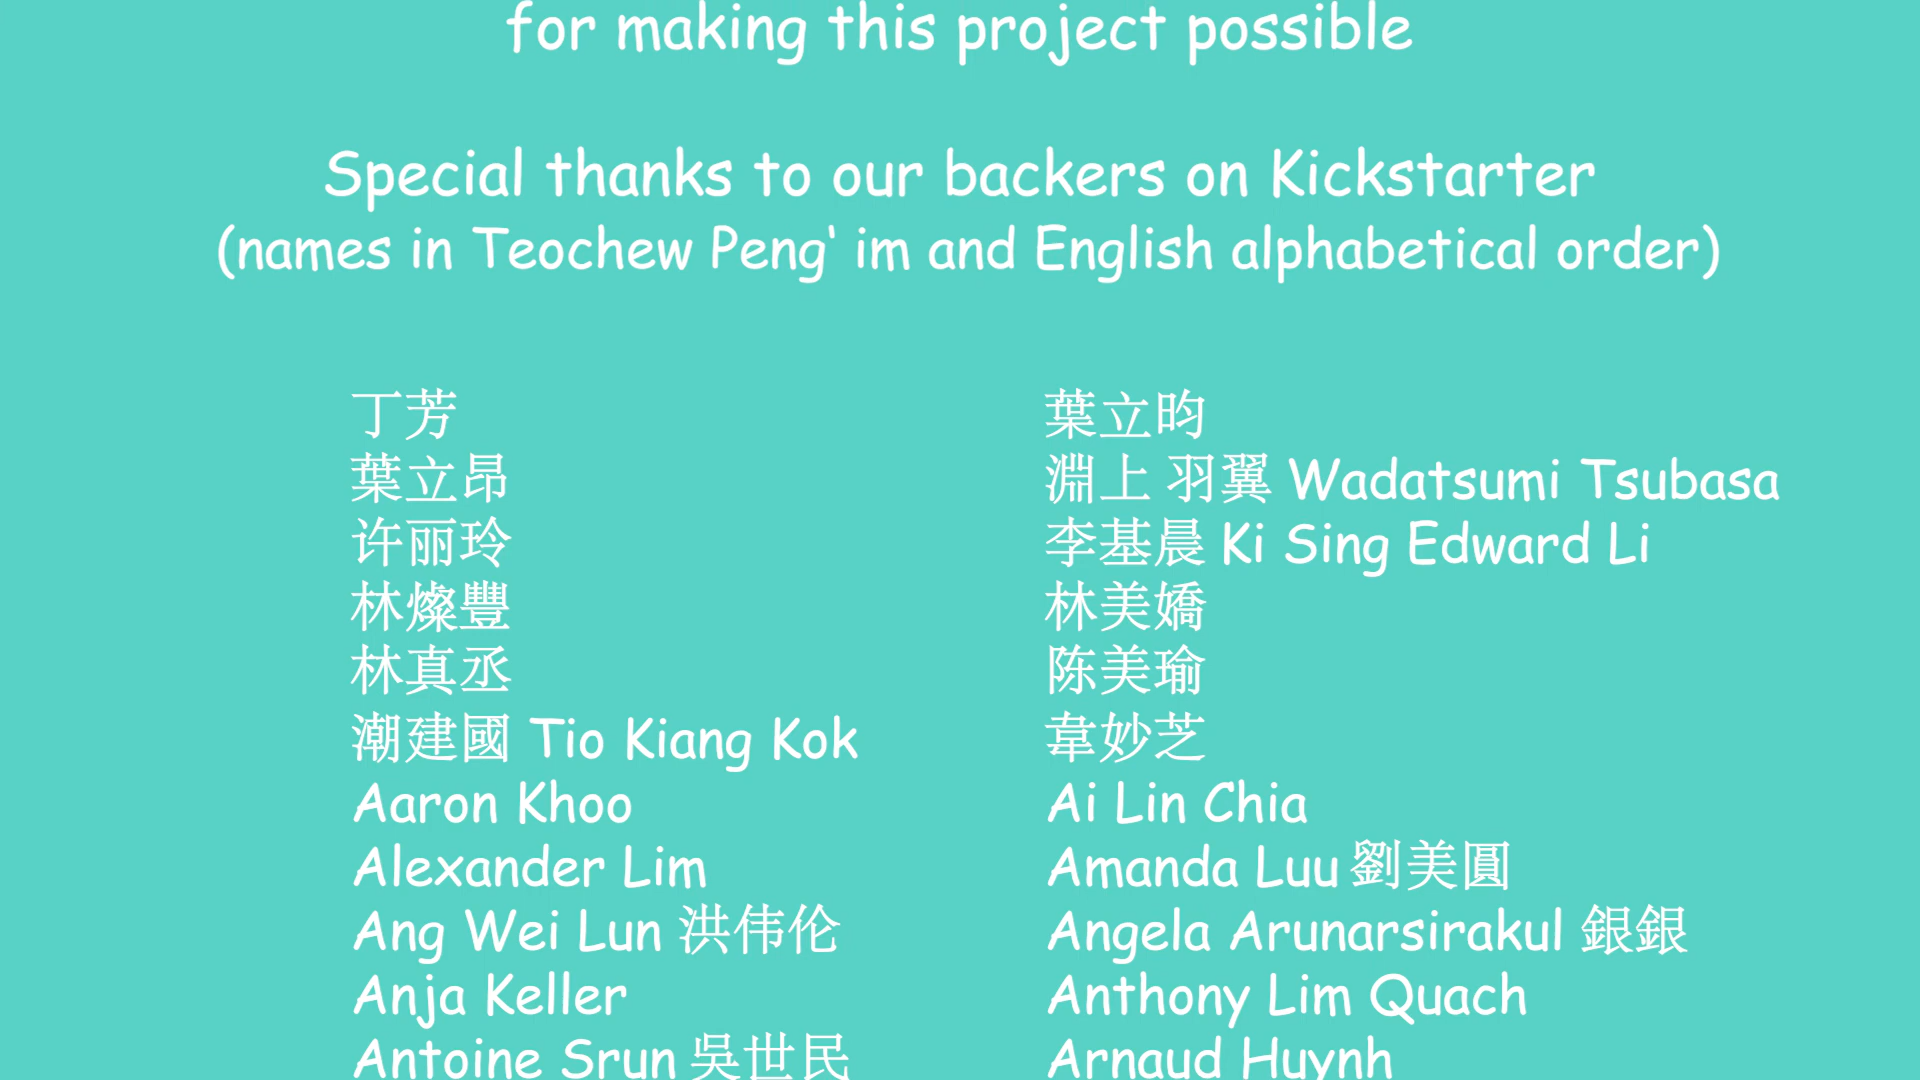 for making this project possible
Special thanks to our backers on Kickstarter
(names in Teochew Peng' im and English alphabetical order)
丁芳
葉立昀
葉立昂
淵上 羽翼 Wadatsumi Tsubasa
许丽玲
李基晨 Ki Sing Edward Li
林燦豐
林美嬌
林真丞
陈美瑜
潮建國 Tio Kiang Kok
韋妙芝
Aaron Khoo
Ai Lin Chia
Alexander Lim
Amanda Luu 劉美圓
Ang Wei Lun 洪伟伦
Angela Arunarsirakul 銀銀
Anja Keller
Anthony Lim Quach
Antoine Srun 吳世民
Arnaud Huynh